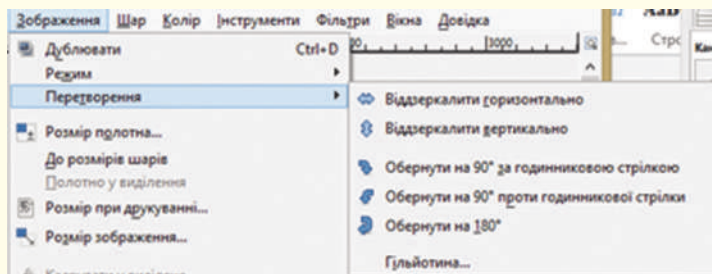 Зображення Шар Колір Інструменти Фільтри Вікна Довідка
Дублювати Ctrl+D
Режим
Перетворення
Розмір полотна...
До розмірів шарів
Полотно у виділення
Розмір при друкуванні...
Розмір зображення...
3000
Віддзеркалити горизонтально
Віддзеркалити вертикально
Обернути на 90° за годинниковою стрілкою
Обернути на 90° проти годинникової стрілки
Обернути на 180°
Гільйотина...